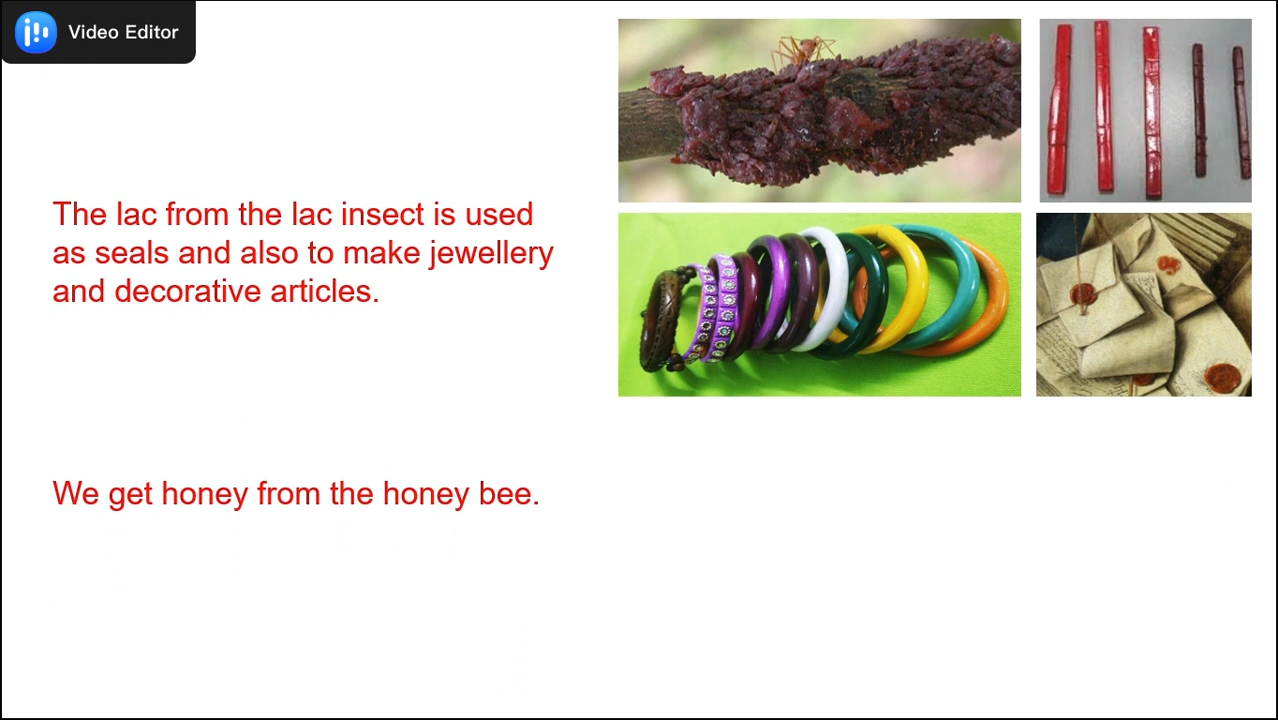 Video Editor
The lac from the lac insect is used
as seals and also to make jewellery
and decorative articles.
We get honey from the honey bee.